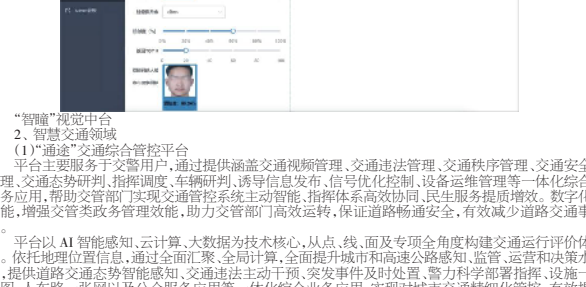 0% 20% 40% 60% 80% 100% 120%
“智瞳”视觉中台
2、智慧交通领域
(1)“通途”交通综合管控平台
平台主要服务于交警用户,通过提供涵盖交通视频管理、交通违法管理、交通秩序管理、交通安全
理、交通态势研判、指挥调度、车辆研判、诱导信息发布、信号优化控制、设备运维管理等一体化综合
务应用,帮助交管部门实现交通管控系统主动智能、指挥体系高效协同、民生服务提质增效。数字化
能,增强交管类政务管理效能,助力交管部门高效运转,保证道路畅通安全,有效减少道路交通事
。
平台以 AI 智能感知、云计算、大数据为技术核心,从点、线、面及专项全角度构建交通运行评价体
。依托地理位置信息,通过全面汇聚、全局计算,全面提升城市和高速公路感知、监管、运营和决策水
,提供道路交通态势智能感知、交通违法主动干预、突发事件及时处置、警力科学部署指挥、设施一